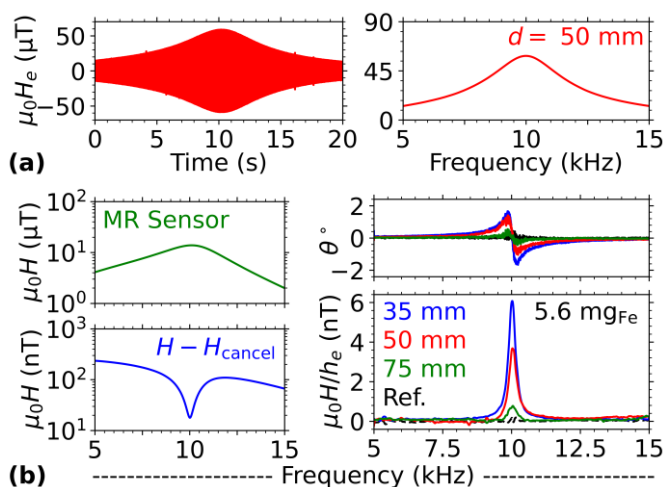 μ₀Hₑ (μT)
50
0
−50
0 5 10 15 20
Time (s)
90
45
0
d = 50 mm
5 10 15
Frequency (kHz)
(a)
μ₀H (μT)
10²
10¹
10⁰
MR Sensor
μ₀H (nT)
10³
10²
10¹
H − H_cancel
5 10 15
θ°
2
0
−2
μ₀H/hₑ (nT)
6
4
2
0
35 mm
50 mm
75 mm
Ref.
5.6 mg_Fe
5 7.5 10 12.5 15
(b)
Frequency (kHz)